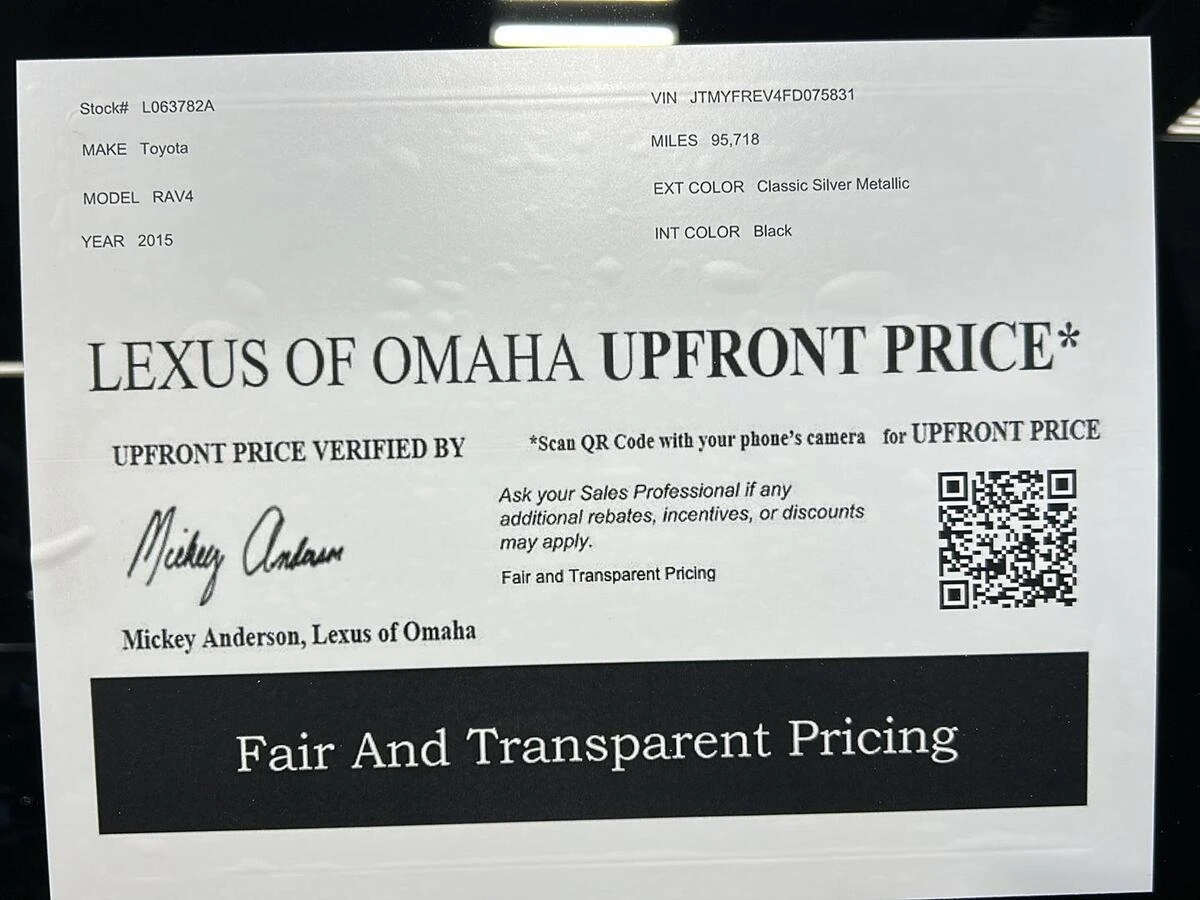 Stock# L063782A
MAKE Toyota
MODEL RAV4
YEAR 2015
VIN JTMYFREV4FD075831
MILES 95,718
EXT COLOR Classic Silver Metallic
INT COLOR Black
LEXUS OF OMAHA UPFRONT PRICE*
UPFRONT PRICE VERIFIED BY
Mickey Anderson
Mickey Anderson, Lexus of Omaha
*Scan QR Code with your phone's camera for UPFRONT PRICE
Ask your Sales Professional if any
additional rebates, incentives, or discounts
may apply.
Fair and Transparent Pricing
Fair And Transparent Pricing